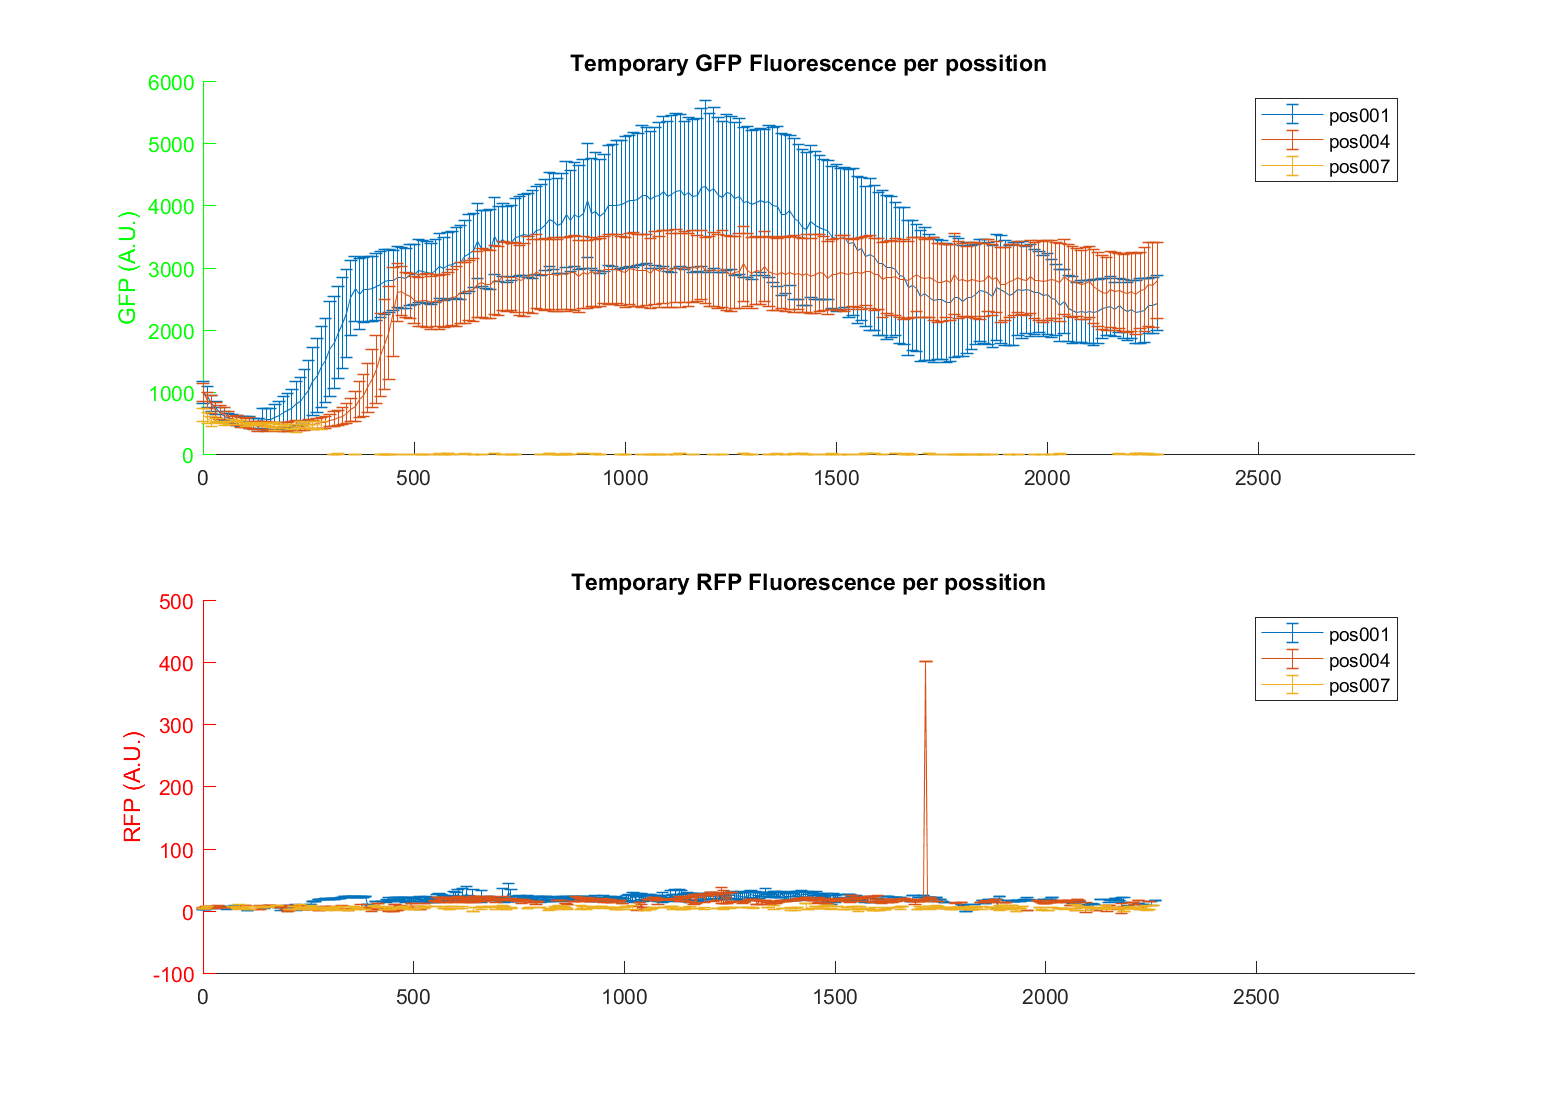 Temporary GFP Fluorescence per possition
6000
5000
4000
3000
2000
1000
0
GFP (A.U.)
0 500 1000 1500 2000 2500
pos001
pos004
pos007
Temporary RFP Fluorescence per possition
500
400
300
200
100
0
-100
RFP (A.U.)
0 500 1000 1500 2000 2500
pos001
pos004
pos007